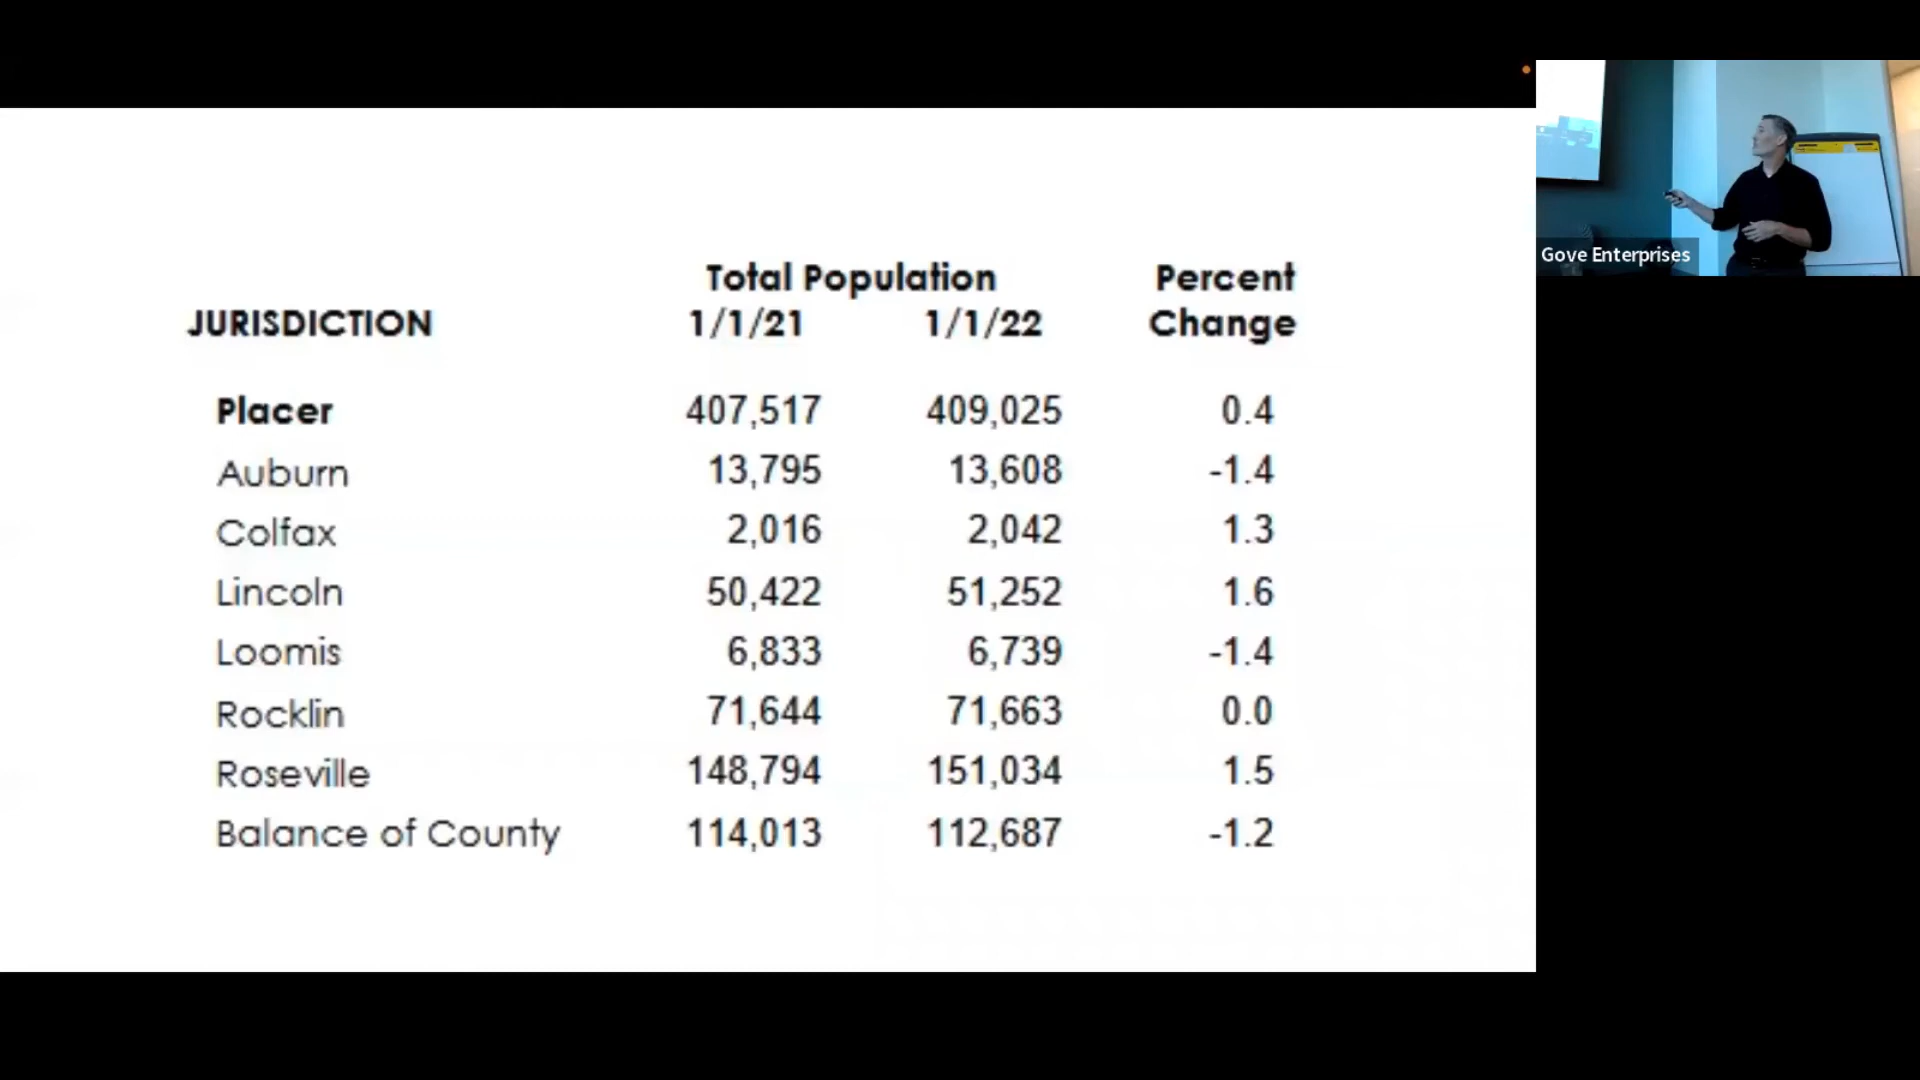 Total Population Percent
JURISDICTION 1/1/21 1/1/22 Change
Placer 407,517 409,025 0.4
Auburn 13,795 13,608 -1.4
Colfax 2,016 2,042 1.3
Lincoln 50,422 51,252 1.6
Loomis 6,833 6,739 -1.4
Rocklin 71,644 71,663 0.0
Roseville 148,794 151,034 1.5
Balance of County 114,013 112,687 -1.2
Gove Enterprises